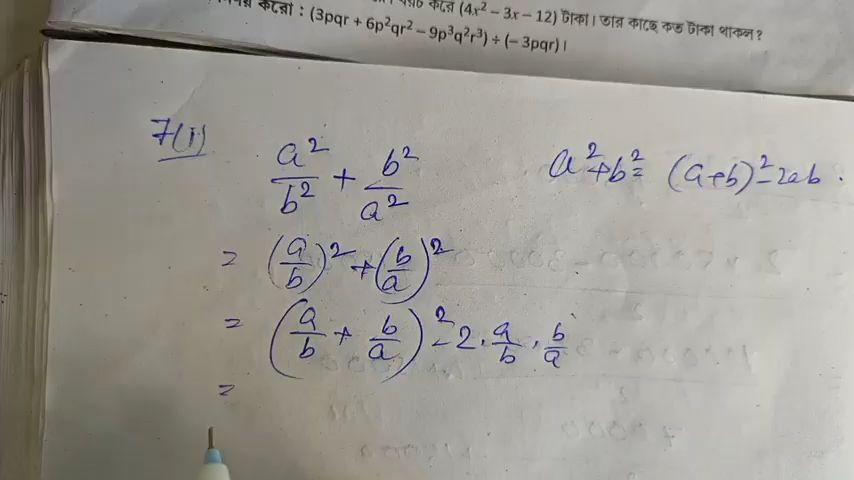 করে (4x² – 3x – 12) টাকা। তার কাছে কত টাকা থাকল?
করো : (3pqr + 6p²qr² – 9p³q²r³) ÷ (– 3pqr)।
7(1)
a²/b² + b²/a²
a²+b²= (a+b)²–2ab.
= (a/b)² + (b/a)²
= (a/b + b/a)² – 2 . a/b . b/a
=